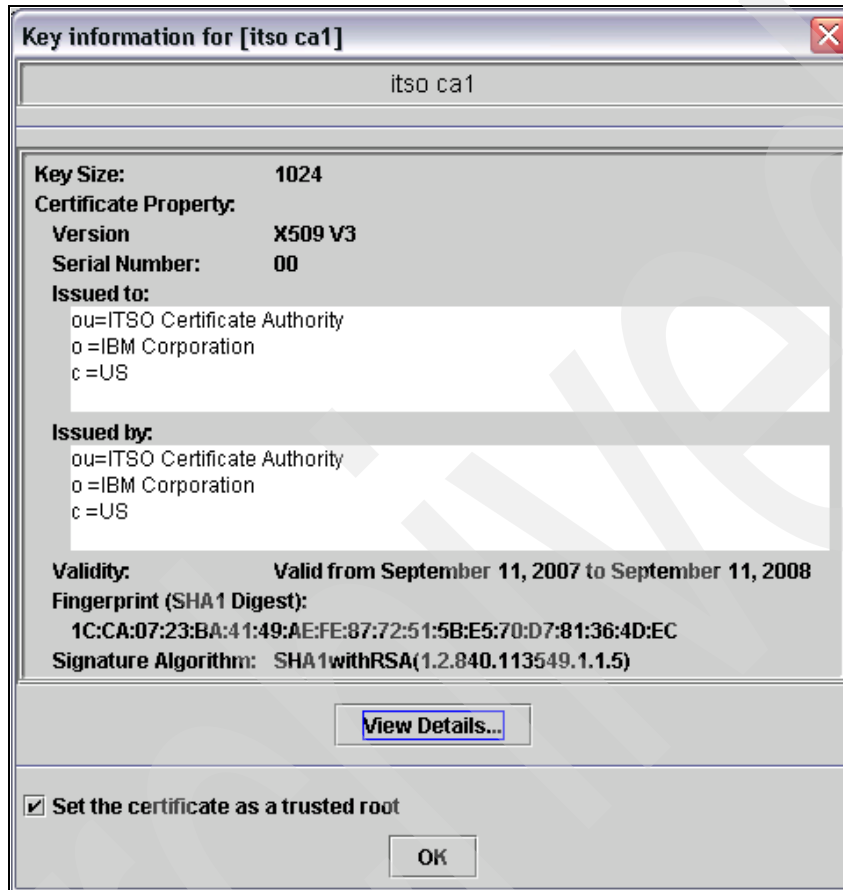 Key information for [itso ca1]
itso ca1
Key Size: 1024
Certificate Property:
Version X509 V3
Serial Number: 00
Issued to:
ou=ITSO Certificate Authority
o =IBM Corporation
c =US
Issued by:
ou=ITSO Certificate Authority
o =IBM Corporation
c =US
Validity: Valid from September 11, 2007 to September 11, 2008
Fingerprint (SHA1 Digest):
1C:CA:07:23:BA:41:49:AE:FE:87:72:51:5B:E5:70:D7:81:36:4D:EC
Signature Algorithm: SHA1withRSA(1.2.840.113549.1.1.5)
View Details...
Set the certificate as a trusted root
OK